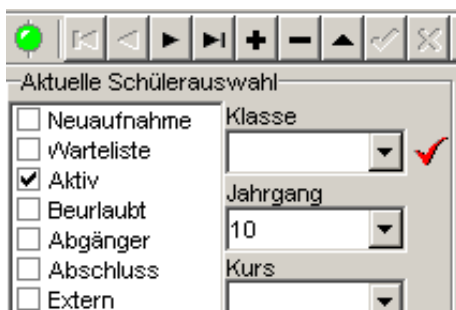 Aktuelle Schülerauswahl
Neuaufnahme
Warteliste
Aktiv
Beurlaubt
Abgänger
Abschluss
Extern
Klasse
Jahrgang
10
Kurs